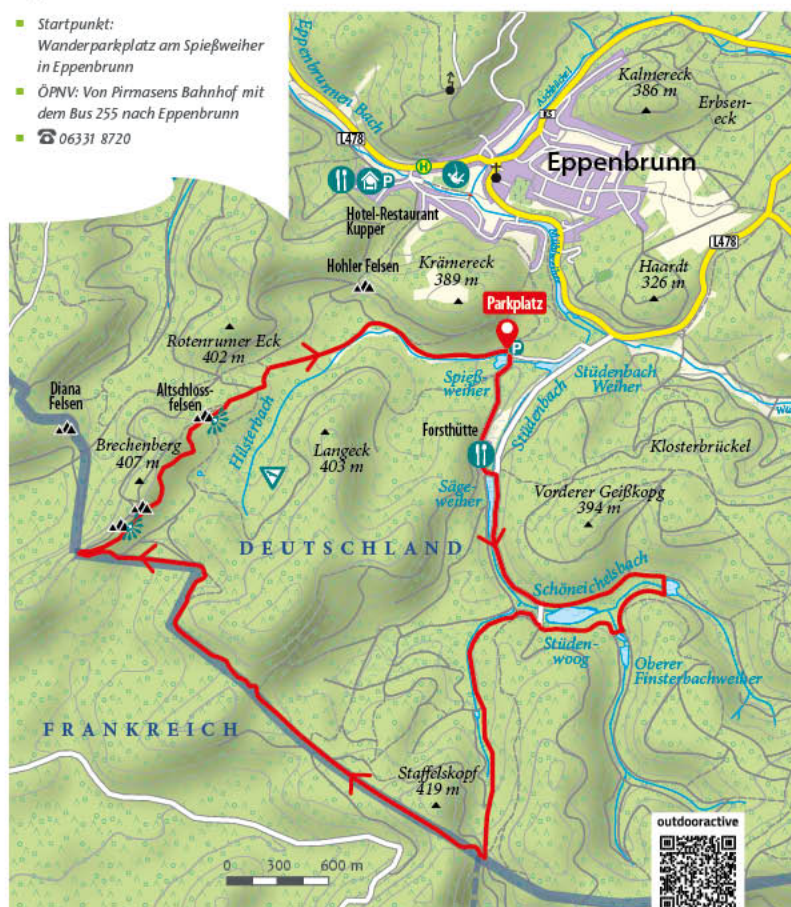 Startpunkt:
Wanderparkplatz am Spießweiher
in Eppenbrunn
ÖPNV: Von Pirmasens Bahnhof mit
dem Bus 255 nach Eppenbrunn
06331 8720
Eppenbrunner Bach
L478
H
P
Hotel-Restaurant
Kupper
K5
Kalmereck
386 m
Erbsen-
eck
Eppenbrunn
L478
Haardt
326 m
Hohler Felsen
Krämereck
389 m
Parkplatz
P
Rotenrumer Eck
402 m
Spieß-
weiher
Stüdenbach
Weiher
Diana
Felsen
Altschloss-
felsen
Hilsterbach
Forsthütte
Stüdenbach
Brechenberg
407 m
P
Langeck
403 m
Klosterbrückel
Säge-
weiher
Vorderer Geißkopg
394 m
DEUTSCHLAND
Schöneichelsbach
Stüden-
woog
Oberer
Finsterbachweiher
FRANKREICH
Staffelskopf
419 m
outdooractive
0 300 600 m